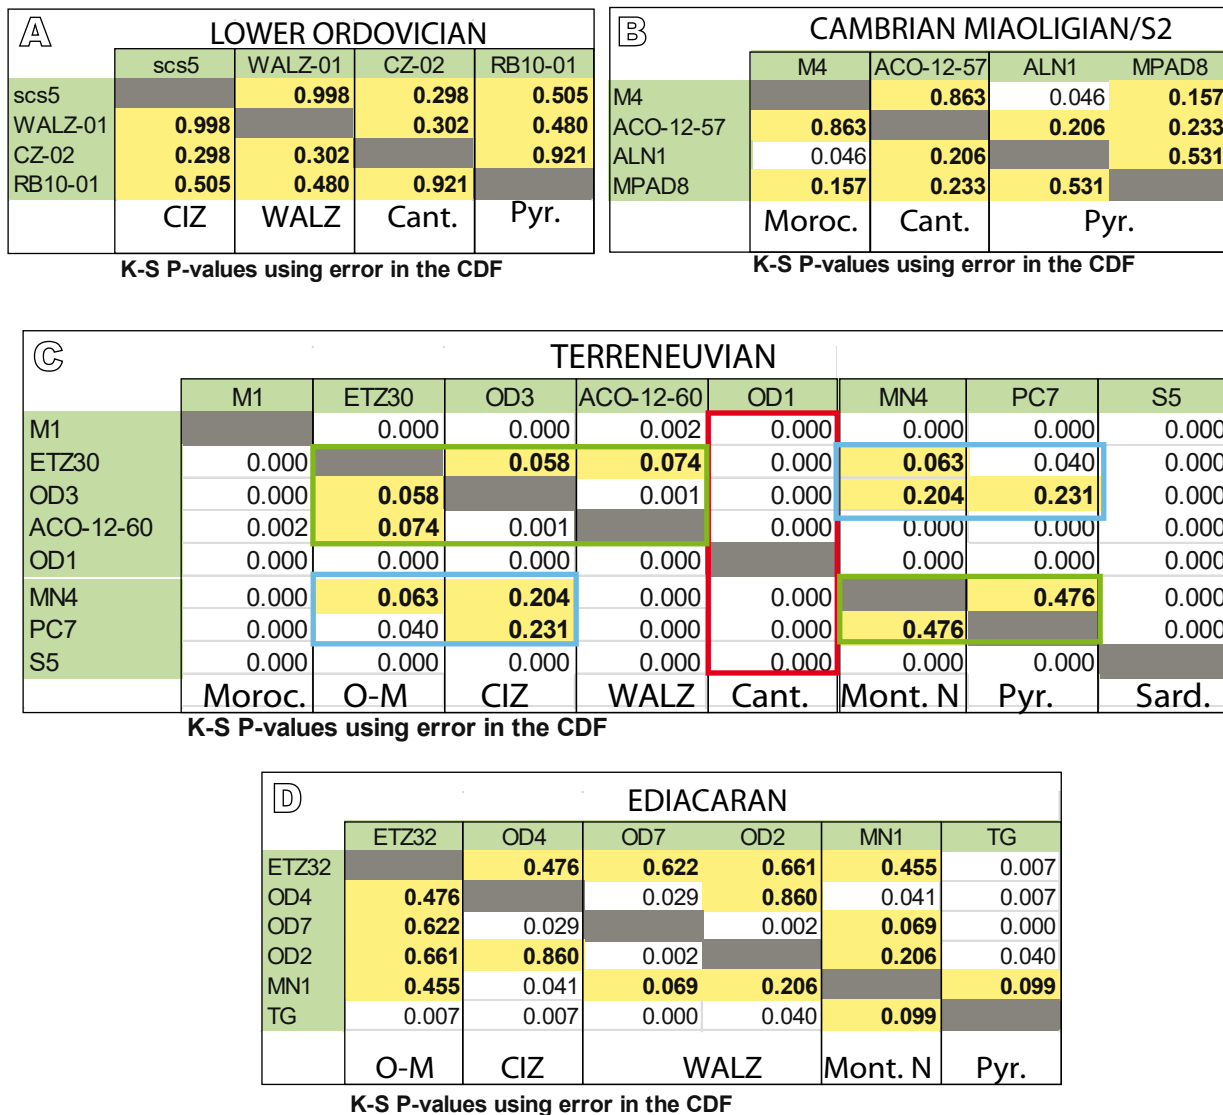 A LOWER ORDOVICIAN
scs5 WALZ-01 CZ-02 RB10-01
scs5 0.998 0.298 0.505
WALZ-01 0.998 0.302 0.480
CZ-02 0.298 0.302 0.921
RB10-01 0.505 0.480 0.921
CIZ WALZ Cant. Pyr.
K-S P-values using error in the CDF
B CAMBRIAN MIAOLIGIAN/S2
M4 ACO-12-57 ALN1 MPAD8
M4 0.863 0.046 0.157
ACO-12-57 0.863 0.206 0.233
ALN1 0.046 0.206 0.531
MPAD8 0.157 0.233 0.531
Moroc. Cant. Pyr.
K-S P-values using error in the CDF
C TERRENEUVIAN
M1 ETZ30 OD3 ACO-12-60 OD1 MN4 PC7 S5
M1 0.000 0.000 0.002 0.000 0.000 0.000 0.000
ETZ30 0.000 0.058 0.074 0.000 0.063 0.040 0.000
OD3 0.000 0.058 0.001 0.000 0.204 0.231 0.000
ACO-12-60 0.002 0.074 0.001 0.000 0.000 0.000 0.000
OD1 0.000 0.000 0.000 0.000 0.000 0.000 0.000
MN4 0.000 0.063 0.204 0.000 0.000 0.476 0.000
PC7 0.000 0.040 0.231 0.000 0.000 0.476 0.000
S5 0.000 0.000 0.000 0.000 0.000 0.000 0.000
Moroc. O-M CIZ WALZ Cant. Mont. N Pyr. Sard.
K-S P-values using error in the CDF
D EDIACARAN
ETZ32 OD4 OD7 OD2 MN1 TG
ETZ32 0.476 0.622 0.661 0.455 0.007
OD4 0.476 0.029 0.860 0.041 0.007
OD7 0.622 0.029 0.002 0.069 0.000
OD2 0.661 0.860 0.002 0.206 0.040
MN1 0.455 0.041 0.069 0.206 0.099
TG 0.007 0.007 0.000 0.040 0.099
O-M CIZ WALZ Mont. N Pyr.
K-S P-values using error in the CDF